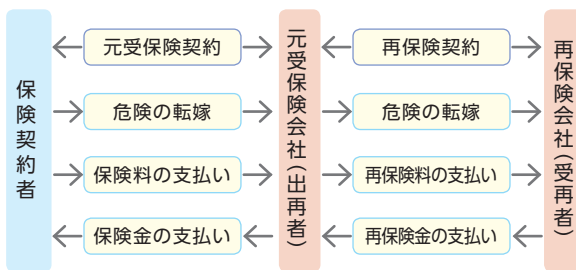 保険契約者
元受保険契約
危険の転嫁
保険料の支払い
保険金の支払い
元受保険会社(出再者)
再保険契約
危険の転嫁
再保険料の支払い
再保険金の支払い
再保険会社(受再者)